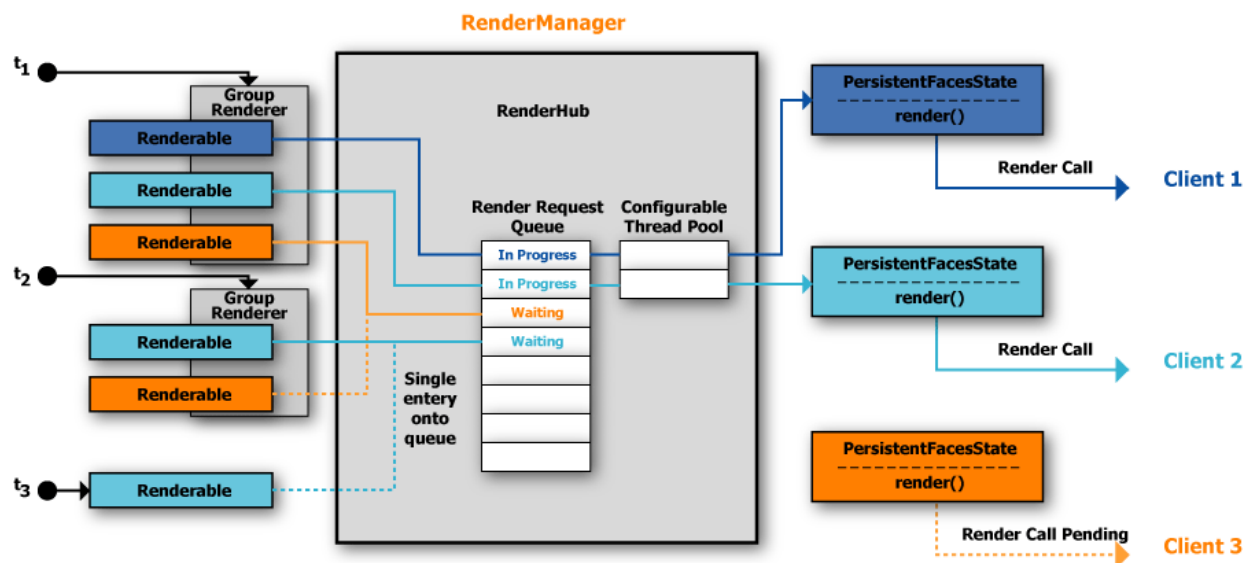 RenderManager
t1
Group
Renderer
Renderable
Renderable
Renderable
t2
Group
Renderer
Renderable
Renderable
t3
Renderable
RenderHub
Render Request
Queue
Configurable
Thread Pool
In Progress
In Progress
Waiting
Waiting
Single
entery
onto
queue
PersistentFacesState
render()
Render Call
Client 1
PersistentFacesState
render()
Render Call
Client 2
PersistentFacesState
render()
Render Call Pending
Client 3